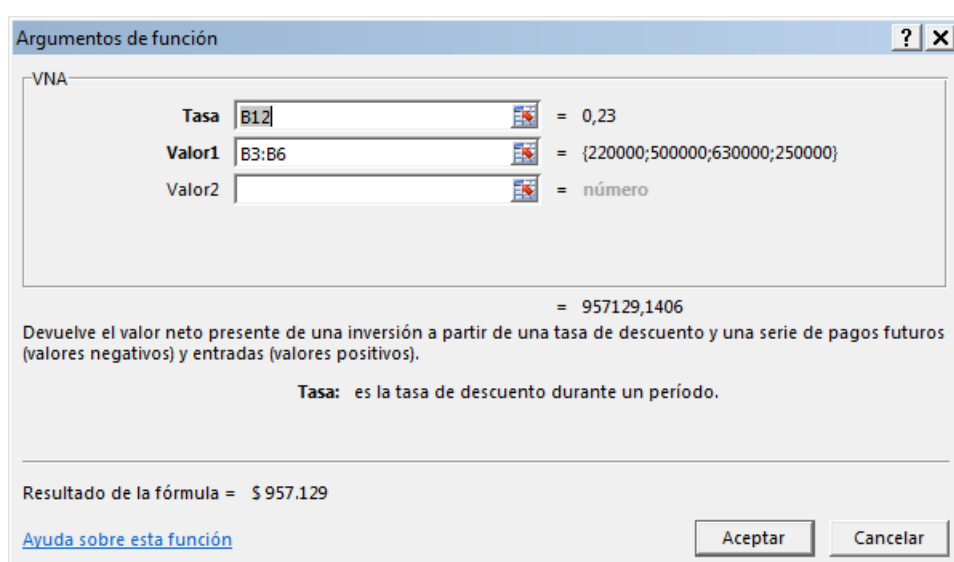 Argumentos de función
VNA
Tasa B12 = 0,23
Valor1 B3:B6 = {220000;500000;630000;250000}
Valor2 = número
= 957129,1406
Devuelve el valor neto presente de una inversión a partir de una tasa de descuento y una serie de pagos futuros
(valores negativos) y entradas (valores positivos).
Tasa: es la tasa de descuento durante un período.
Resultado de la fórmula = $ 957.129
Ayuda sobre esta función Aceptar Cancelar